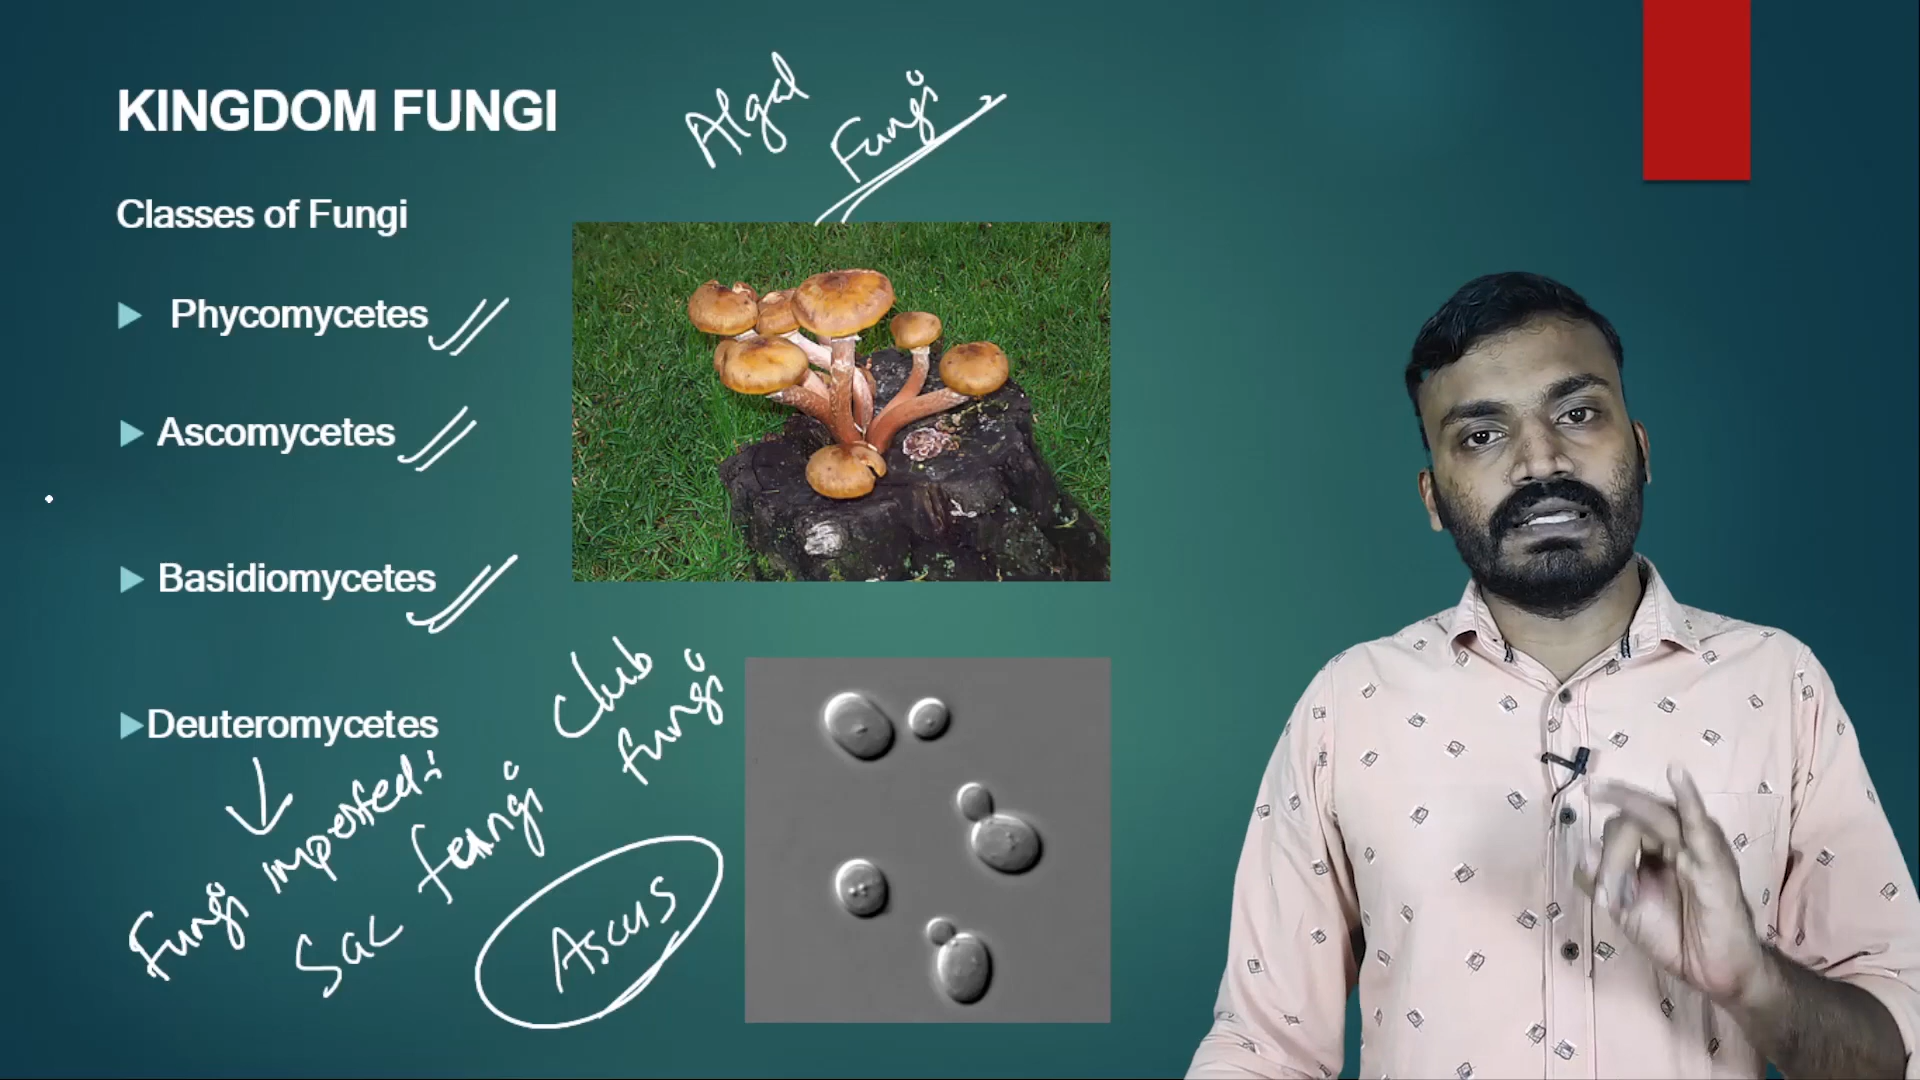 KINGDOM FUNGI
Algal
Fungi
Classes of Fungi
Phycomycetes
Ascomycetes
Basidiomycetes
Deuteromycetes
Club
fungi
Fungi imperfecti
Sac fungi
Ascus